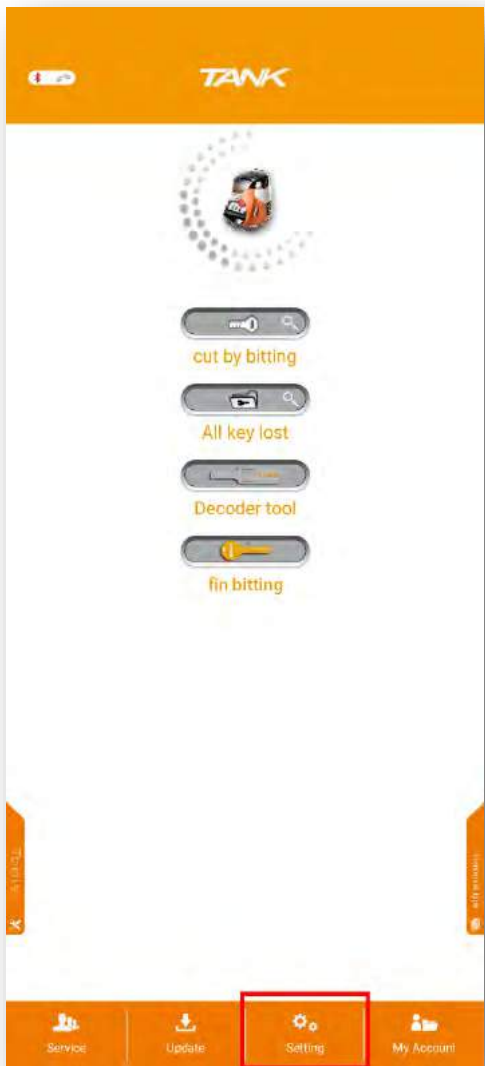 TANK
cut by bitting
All key lost
Decoder tool
fin bitting
Service
Update
Setting
My Account